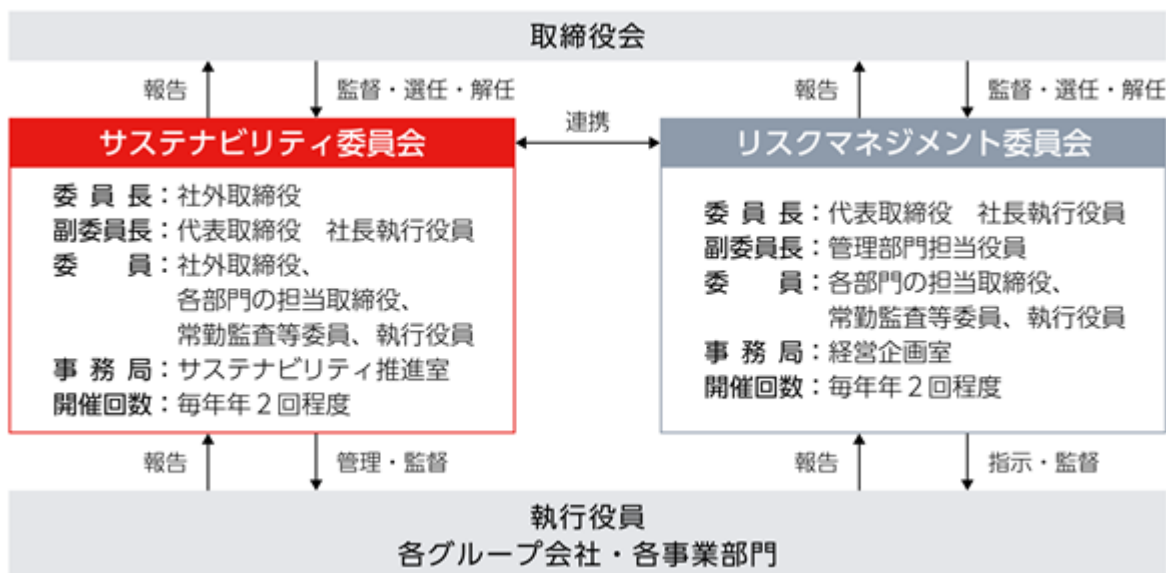 取締役会
報告
監督・選任・解任
報告
監督・選任・解任
サステナビリティ委員会
連携
リスクマネジメント委員会
委員長：社外取締役
副委員長：代表取締役　社長執行役員
委　員：社外取締役、
各部門の担当取締役、
常勤監査等委員、執行役員
事務局：サステナビリティ推進室
開催回数：毎年年２回程度
委員長：代表取締役　社長執行役員
副委員長：管理部門担当役員
委　員：各部門の担当取締役、
常勤監査等委員、執行役員
事務局：経営企画室
開催回数：毎年年２回程度
報告
管理・監督
報告
指示・監督
執行役員
各グループ会社・各事業部門